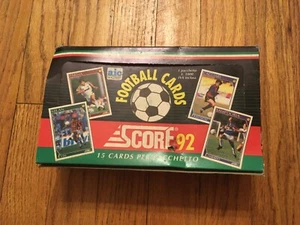 FOOTBALL CARDS
SCORE 92
15 CARDS PER PACCHETTO